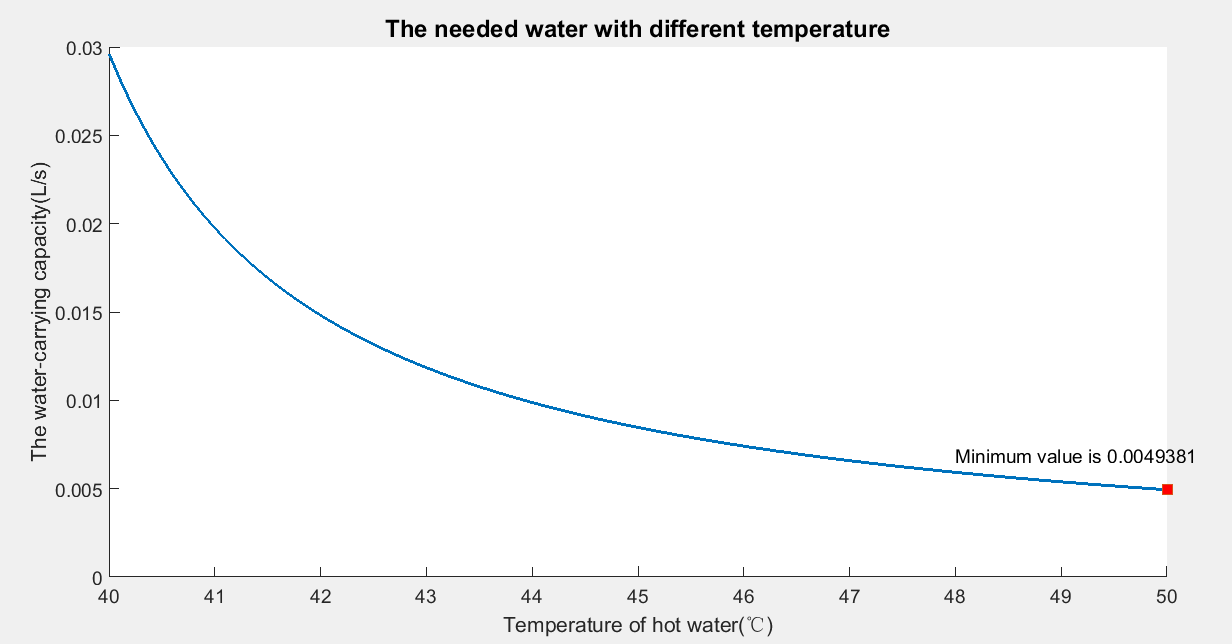 The needed water with different temperature
The water-carrying capacity(L/s)
0.03
0.025
0.02
0.015
0.01
0.005
0
Minimum value is 0.0049381
40 41 42 43 44 45 46 47 48 49 50
Temperature of hot water(℃)